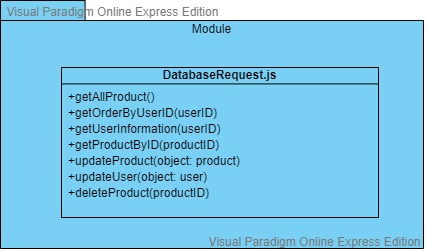 Visual Paradigm Online Express Edition
Module
DatabaseRequest.js
+getAllProduct()
+getOrderByUserID(userID)
+getUserInformation(userID)
+getProductByID(productID)
+updateProduct(object: product)
+updateUser(object: user)
+deleteProduct(productID)
Visual Paradigm Online Express Edition